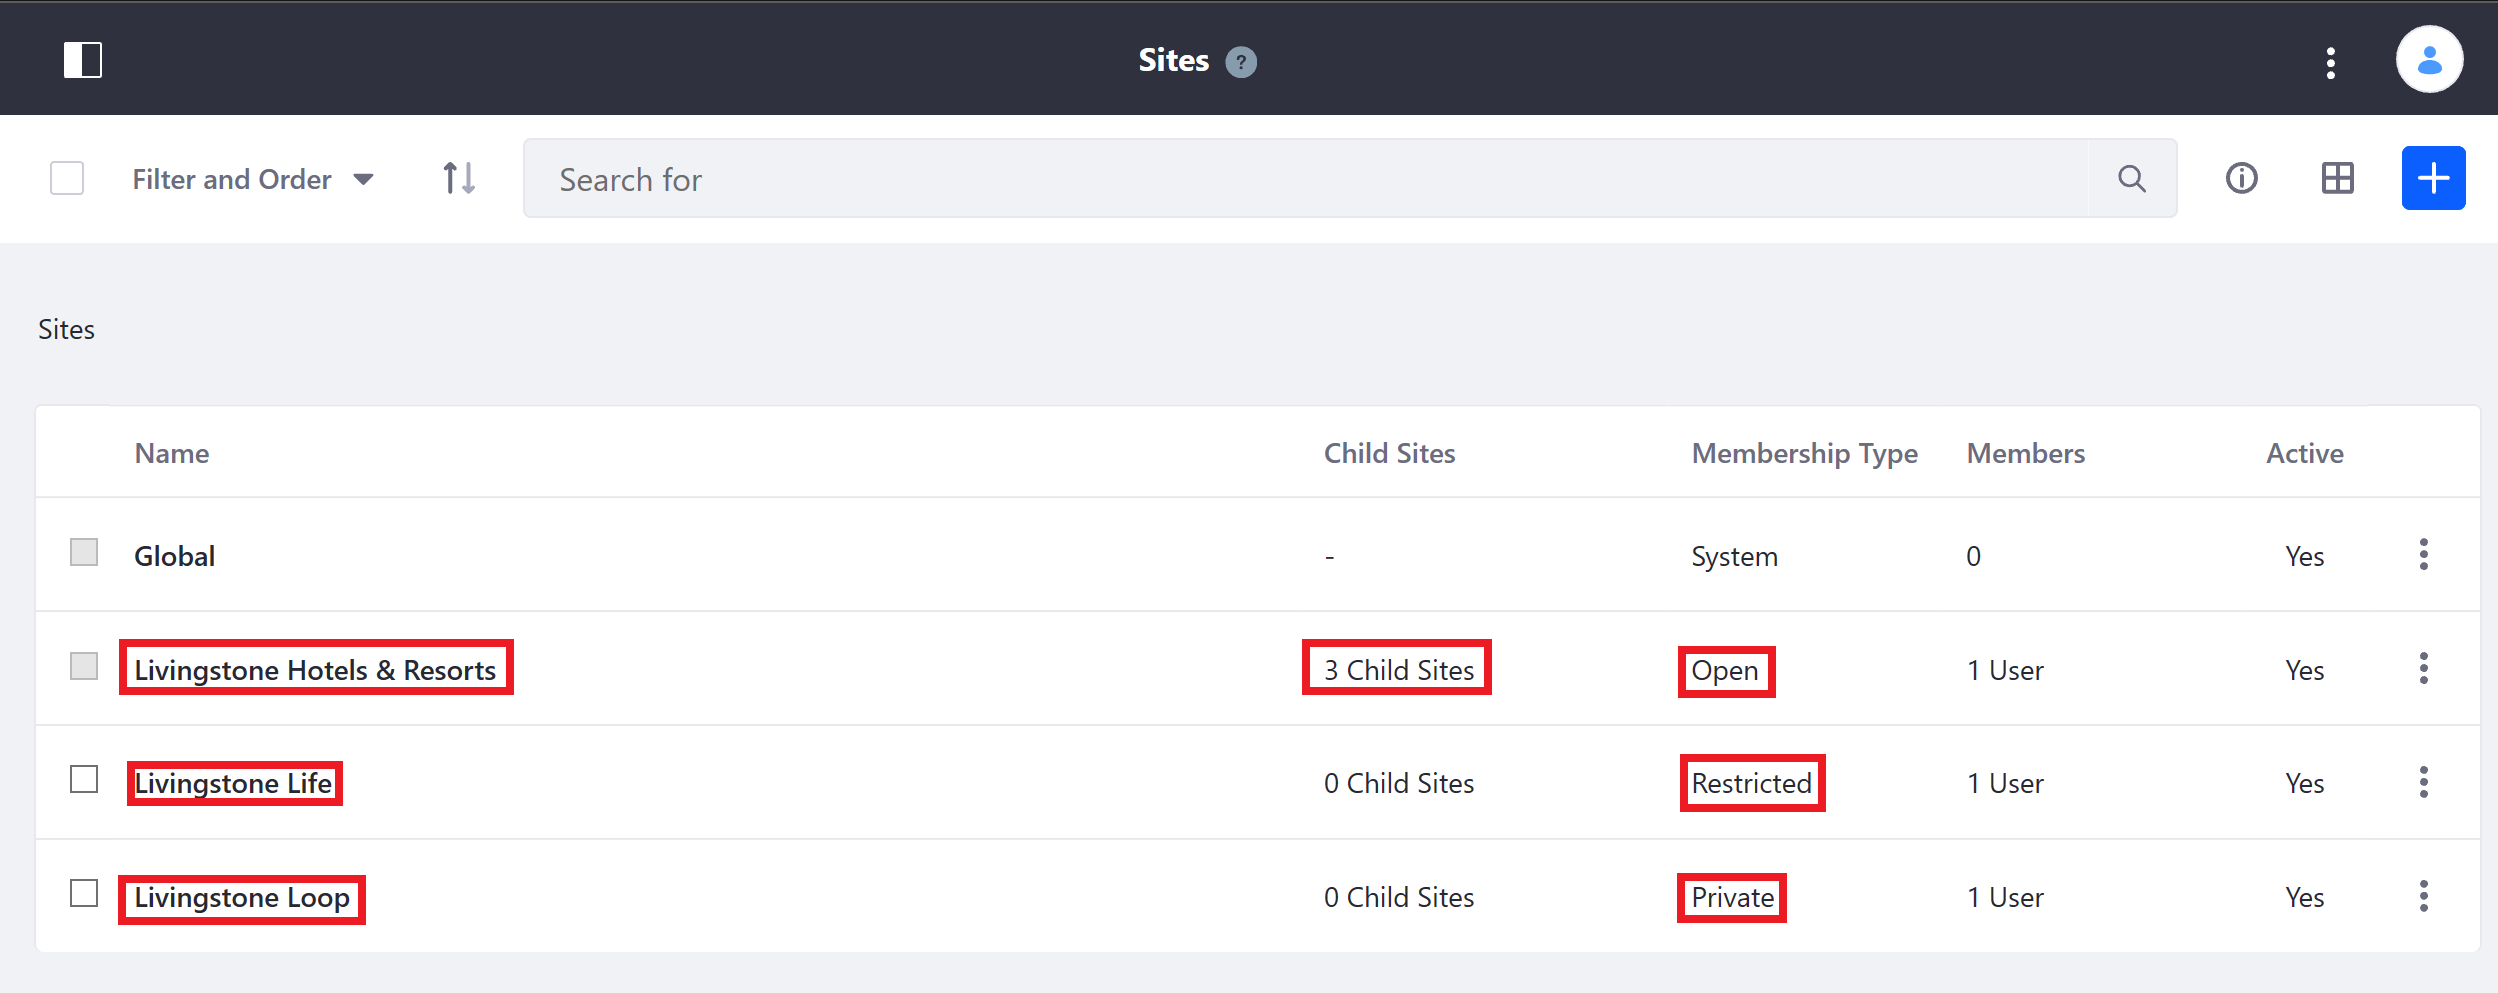 Sites ?
Filter and Order
Search for
Sites
Name Child Sites Membership Type Members Active
Global - System 0 Yes
Livingstone Hotels & Resorts 3 Child Sites Open 1 User Yes
Livingstone Life 0 Child Sites Restricted 1 User Yes
Livingstone Loop 0 Child Sites Private 1 User Yes